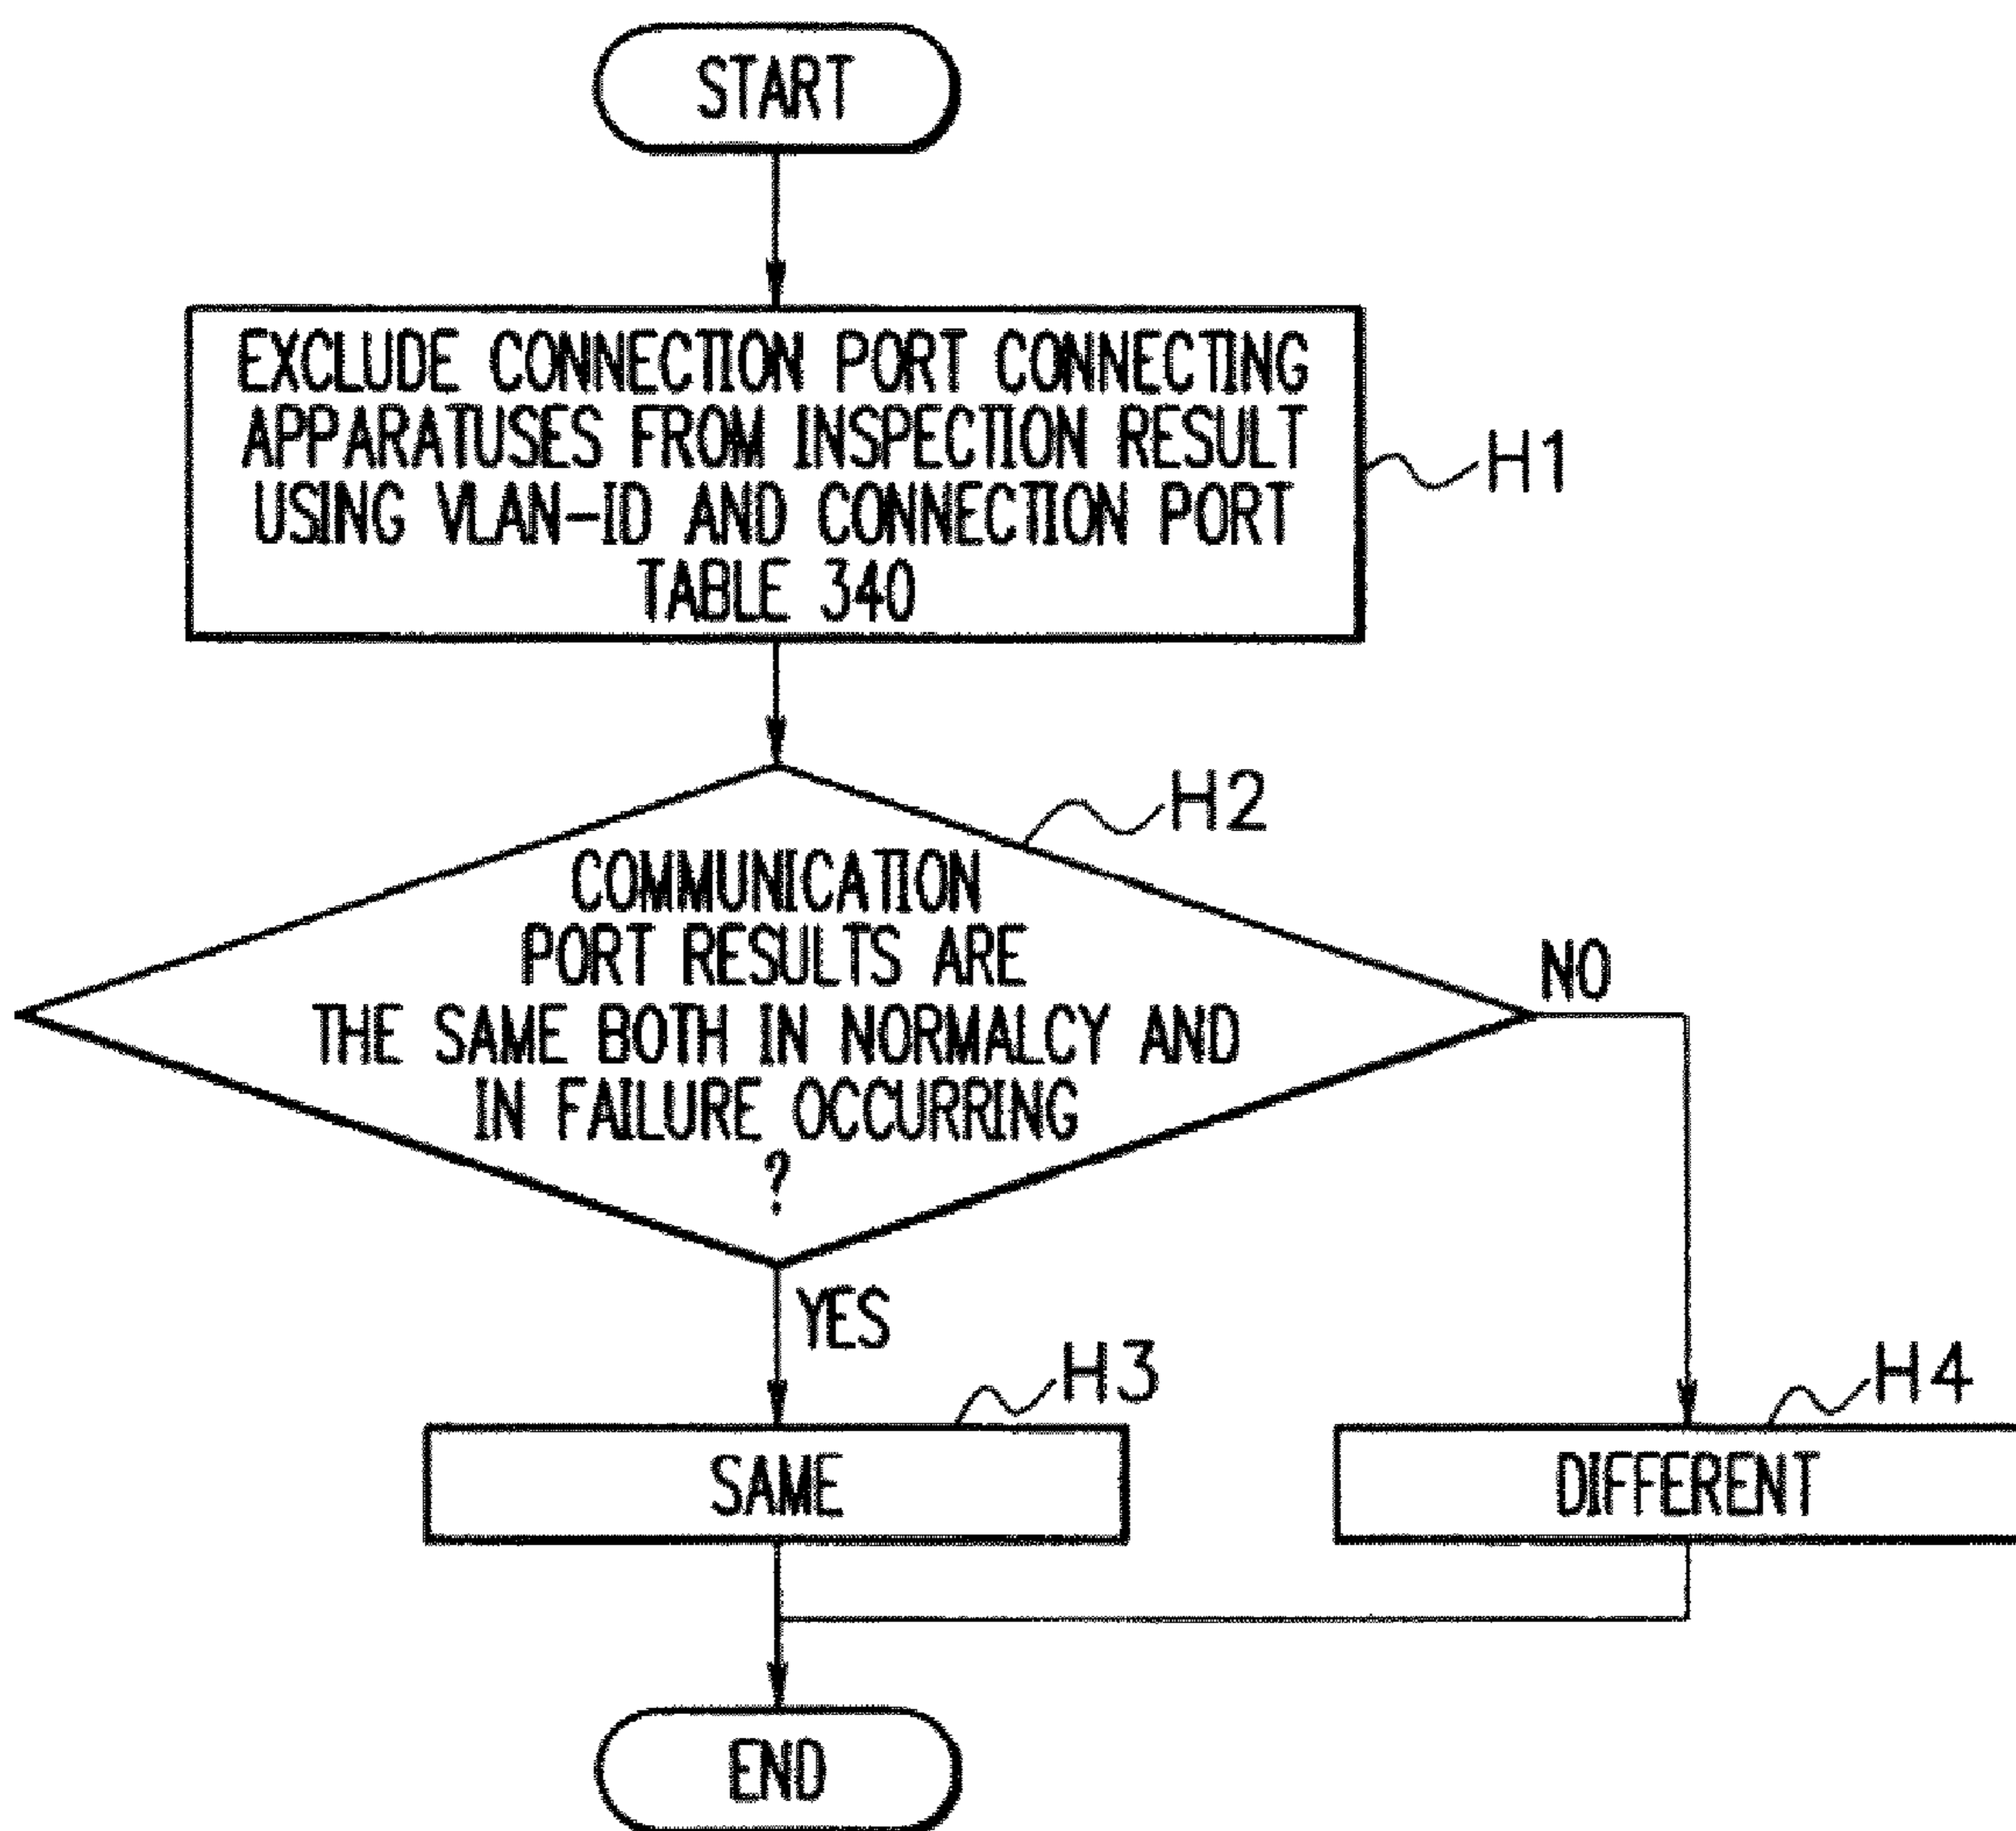 START
EXCLUDE CONNECTION PORT CONNECTING
APPARATUSES FROM INSPECTION RESULT
USING VLAN-ID AND CONNECTION PORT
TABLE 340
H1
H2
COMMUNICATION
PORT RESULTS ARE
THE SAME BOTH IN NORMALCY AND
IN FAILURE OCCURRING
?
NO
YES
H3
SAME
H4
DIFFERENT
END